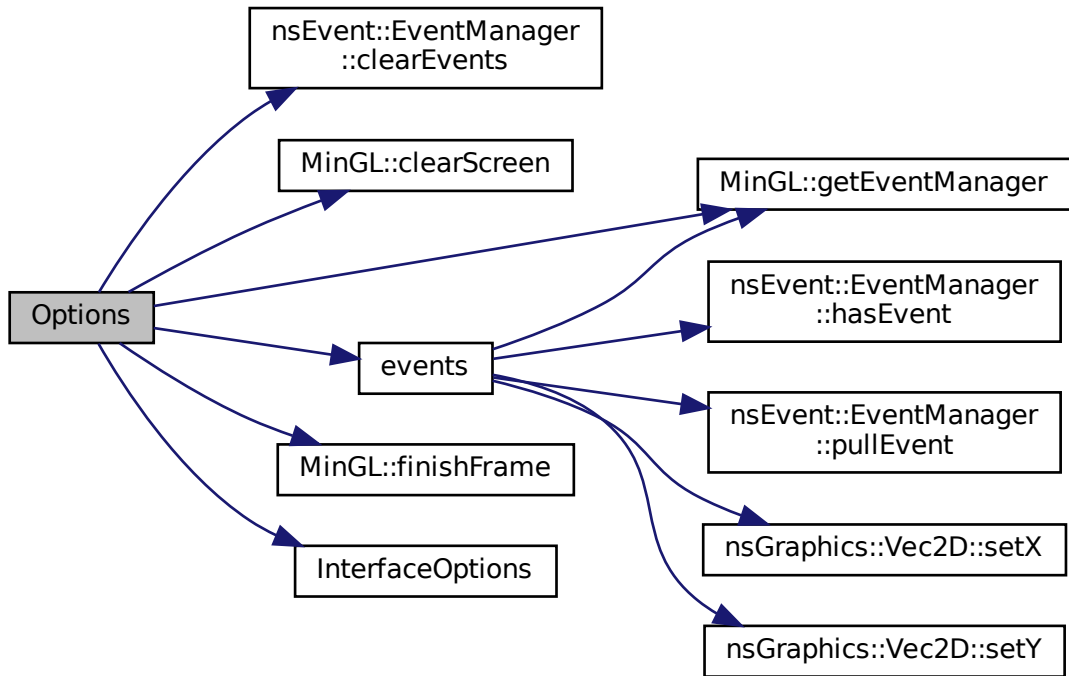 nsEvent::EventManager
::clearEvents
MinGL::clearScreen
MinGL::getEventManager
nsEvent::EventManager
::hasEvent
Options
events
nsEvent::EventManager
::pullEvent
MinGL::finishFrame
nsGraphics::Vec2D::setX
InterfaceOptions
nsGraphics::Vec2D::setY